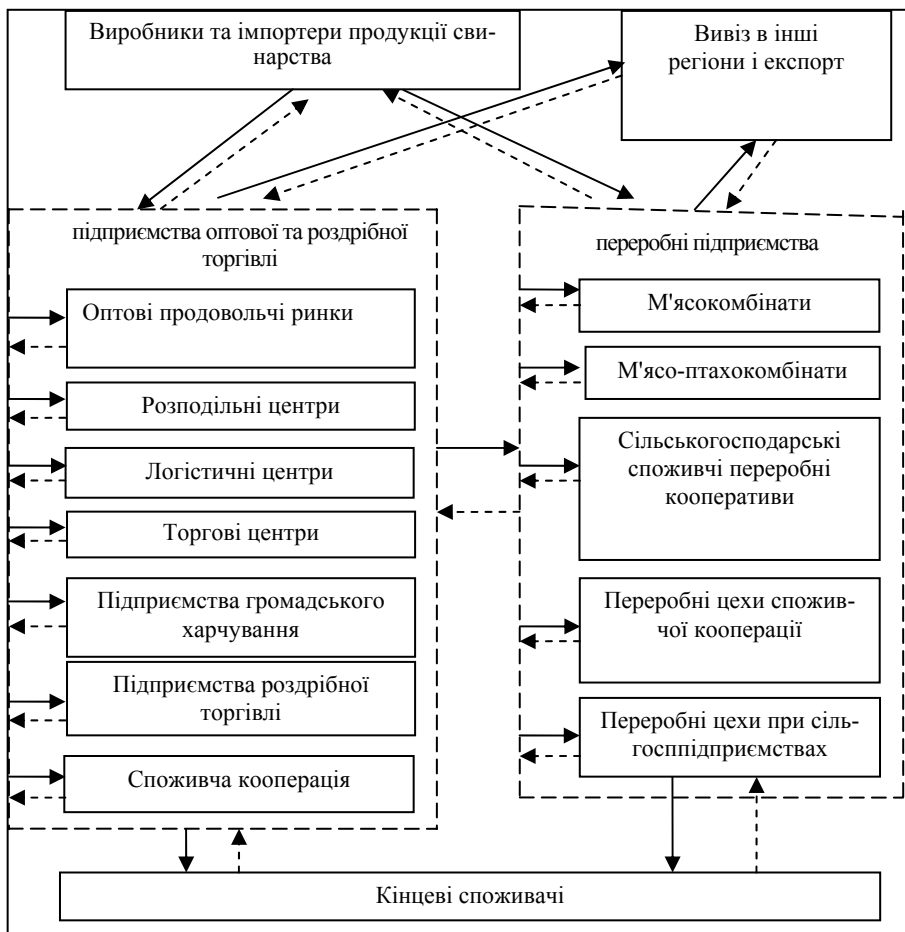 Виробники та імпортери продукції сви-
нарства
Вивіз в інші
регіони і експорт
підприємства оптової та роздрібної
торгівлі
Оптові продовольчі ринки
Розподільні центри
Логістичні центри
Торгові центри
Підприємства громадського
харчування
Підприємства роздрібної
торгівлі
Споживча кооперація
переробні підприємства
М'ясокомбінати
М'ясо-птахокомбінати
Сільськогосподарські
споживчі переробні
кооперативи
Переробні цехи спожив-
чої кооперації
Переробні цехи при сіль-
госппідприємствах
Кінцеві споживачі